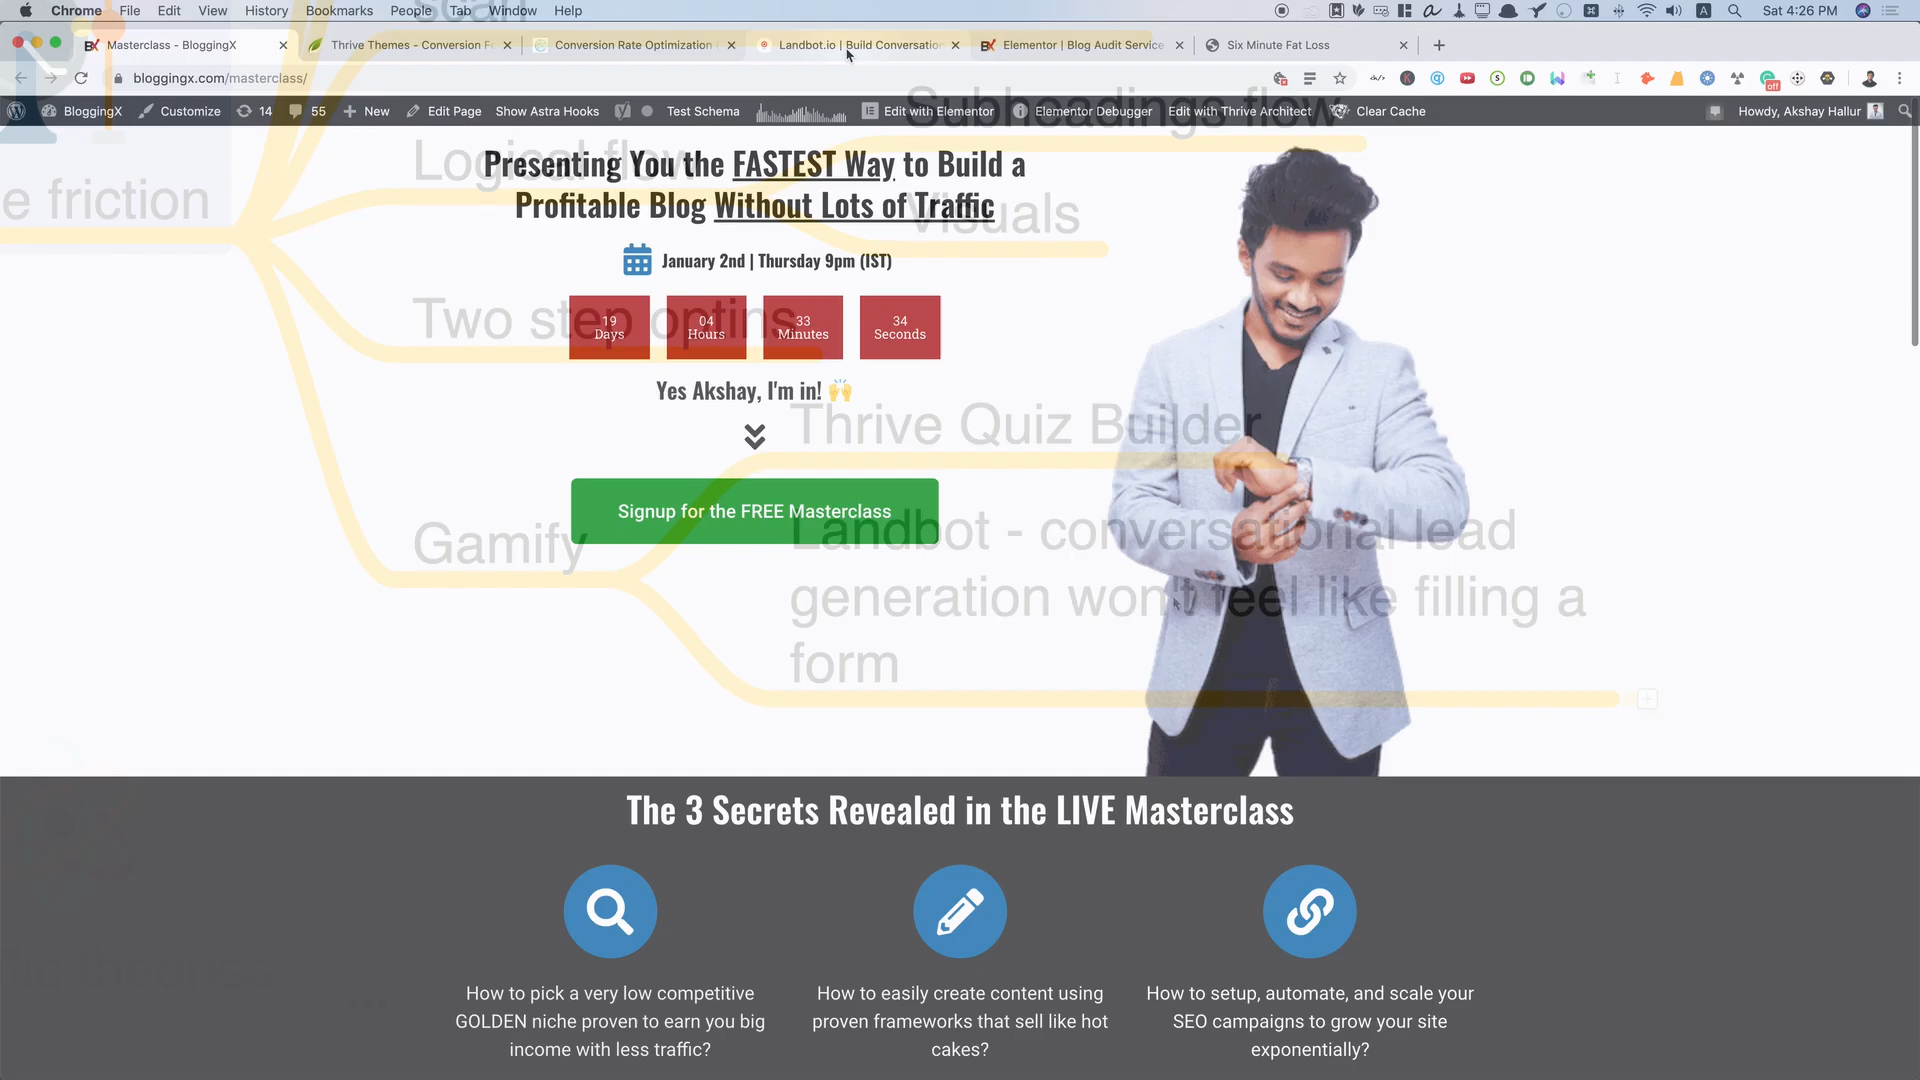 Chrome File Edit View History Bookmarks People Tab Window Help
Sat 4:26 PM
Masterclass - BloggingX
Thrive Themes - Conversion Fo
Conversion Rate Optimization
Landbot.io | Build Conversation
Elementor | Blog Audit Service
Six Minute Fat Loss
bloggingx.com/masterclass/
off
BloggingX Customize 14 55 New Edit Page Show Astra Hooks Test Schema Edit with Elementor Elementor Debugger Edit with Thrive Architect Clear Cache
Howdy, Akshay Hallur
scan
Subheadings flow
Logical flow
Visuals
e friction
Two step optins
Thrive Quiz Builder
Gamify
Landbot - conversational lead
generation won't feel like filling a
form
Presenting You the FASTEST Way to Build a
Profitable Blog Without Lots of Traffic
January 2nd | Thursday 9pm (IST)
19 04 33 34
Days Hours Minutes Seconds
Yes Akshay, I'm in! 🙌
Signup for the FREE Masterclass
The 3 Secrets Revealed in the LIVE Masterclass
How to pick a very low competitive
GOLDEN niche proven to earn you big
income with less traffic?
How to easily create content using
proven frameworks that sell like hot
cakes?
How to setup, automate, and scale your
SEO campaigns to grow your site
exponentially?